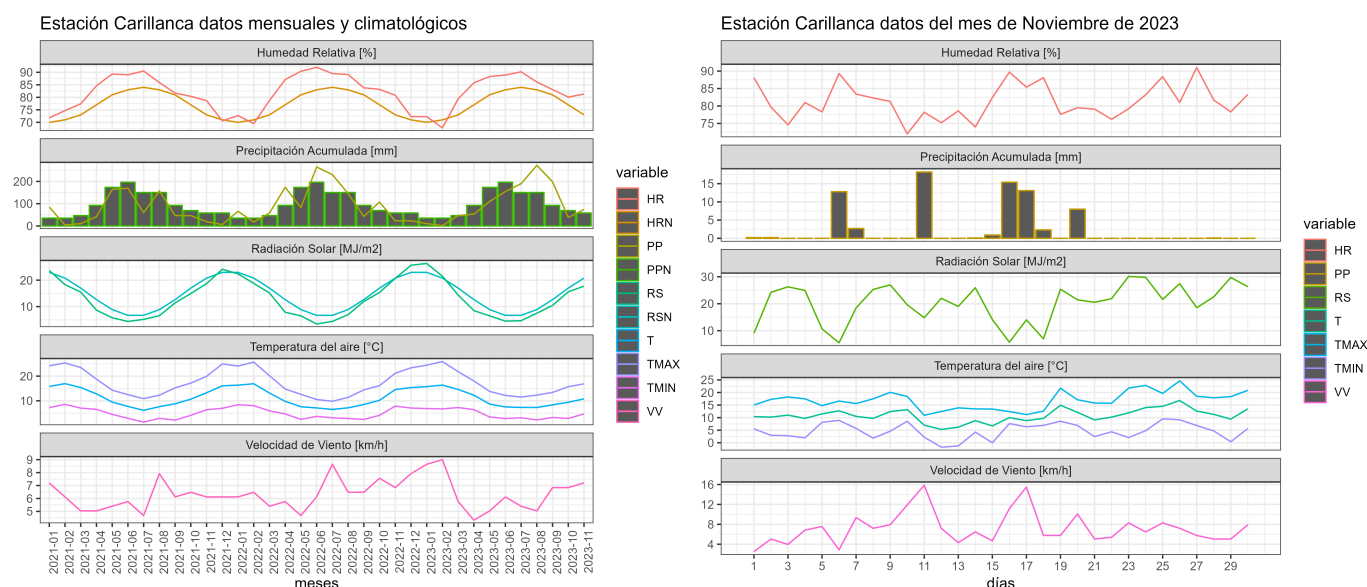 Estación Carillanca datos mensuales y climatológicos
Humedad Relativa [%]
90
85
80
75
70
Precipitación Acumulada [mm]
200
100
0
Radiación Solar [MJ/m2]
20
10
Temperatura del aire [°C]
20
10
Velocidad de Viento [km/h]
9
8
7
6
5
2021-01
2021-02
2021-03
2021-04
2021-05
2021-06
2021-07
2021-08
2021-09
2021-10
2021-11
2021-12
2022-01
2022-02
2022-03
2022-04
2022-05
2022-06
2022-07
2022-08
2022-09
2022-10
2022-11
2022-12
2023-01
2023-02
2023-03
2023-04
2023-05
2023-06
2023-07
2023-08
2023-09
2023-10
2023-11
meses
variable
HR
HRN
PP
PPN
RS
RSN
T
TMAX
TMIN
VV
Estación Carillanca datos del mes de Noviembre de 2023
Humedad Relativa [%]
90
85
80
75
Precipitación Acumulada [mm]
15
10
5
0
Radiación Solar [MJ/m2]
30
20
10
Temperatura del aire [°C]
25
20
15
10
5
0
Velocidad de Viento [km/h]
16
12
8
4
1 3 5 7 9 11 13 15 17 19 21 23 25 27 29
días
variable
HR
PP
RS
T
TMAX
TMIN
VV